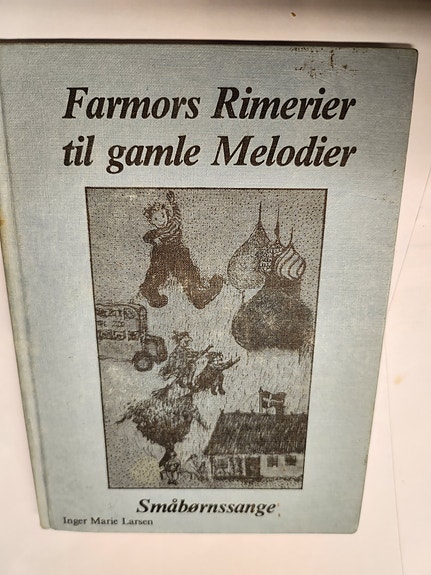 Farmors Rimerier
til gamle Melodier
Småbørnssange
Inger Marie Larsen